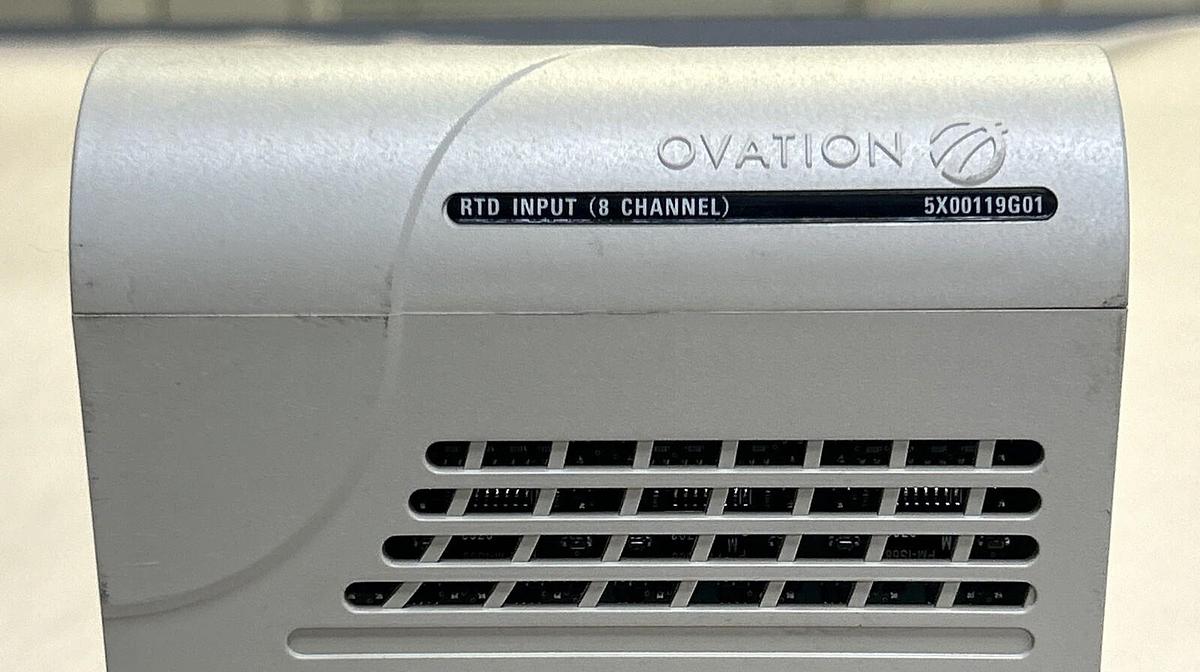 OVATION
RTD INPUT (8 CHANNEL) 5X00119G01